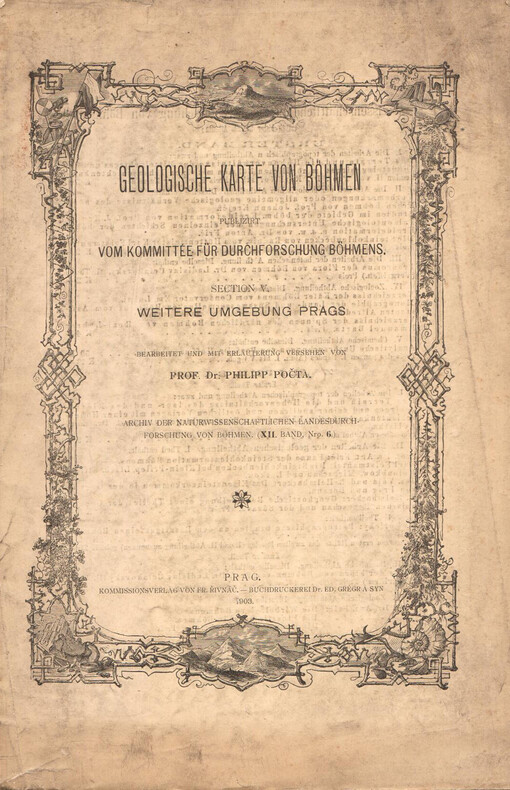 GEOLOGISCHE KARTE VON BÖHMEN
PUBLIZIRT
VOM KOMMITTÉE FÜR DURCHFORSCHUNG BÖHMENS.
SECTION V.
WEITERE UMGEBUNG PRAGS
BEARBEITET UND MIT ERLÄUTERUNG VERSEHEN VON
PROF. Dr. PHILIPP POČTA.
ARCHIV DER NATURWISSENSCHAFTLICHEN LANDESDURCH-
FORSCHUNG VON BÖHMEN. (XII. BAND, Nro. 6.)
PRAG.
KOMMISSIONSVERLAG VON FR. ŘIVNÁČ. — BUCHDRUCKEREI Dr. ED. GRÉGR A SYN
1903.